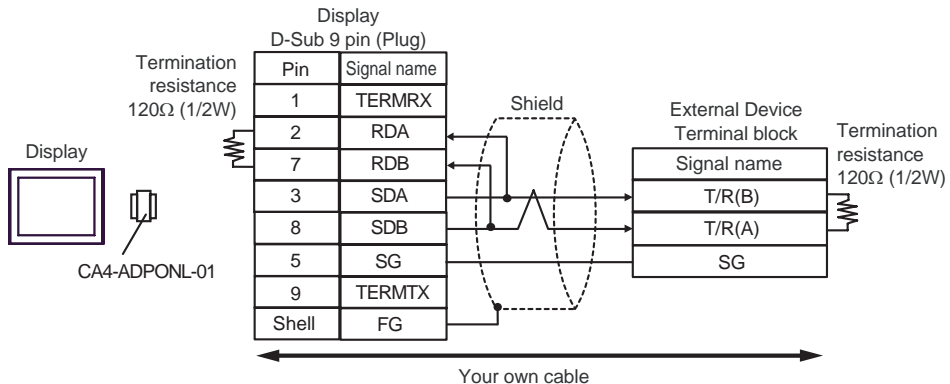 Display
D-Sub 9 pin (Plug)
Termination
resistance
120Ω (1/2W)
Pin Signal name
1 TERMRX
2 RDA
7 RDB
3 SDA
8 SDB
5 SG
9 TERMTX
Shell FG
Shield
External Device
Terminal block
Signal name
T/R(B)
T/R(A)
SG
Termination
resistance
120Ω (1/2W)
Display
CA4-ADPONL-01
Your own cable